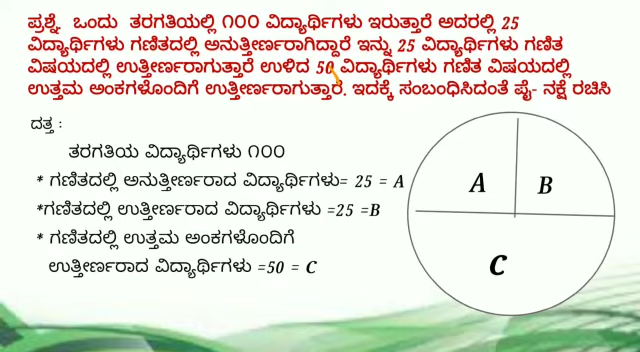 ಪ್ರಶ್ನೆ. ಒಂದು ತರಗತಿಯಲ್ಲಿ ೧೦೦ ವಿದ್ಯಾರ್ಥಿಗಳು ಇರುತ್ತಾರೆ ಅದರಲ್ಲಿ 25
ವಿದ್ಯಾರ್ಥಿಗಳು ಗಣಿತದಲ್ಲಿ ಅನುತ್ತೀರ್ಣರಾಗಿದ್ದಾರೆ ಇನ್ನು 25 ವಿದ್ಯಾರ್ಥಿಗಳು ಗಣಿತ
ವಿಷಯದಲ್ಲಿ ಉತ್ತೀರ್ಣರಾಗುತ್ತಾರೆ ಉಳಿದ 50 ವಿದ್ಯಾರ್ಥಿಗಳು ಗಣಿತ ವಿಷಯದಲ್ಲಿ
ಉತ್ತಮ ಅಂಕಗಳೊಂದಿಗೆ ಉತ್ತೀರ್ಣರಾಗುತ್ತಾರೆ. ಇದಕ್ಕೆ ಸಂಬಂಧಿಸಿದಂತೆ ಪೈ- ನಕ್ಷೆ ರಚಿಸಿ
ದತ್ತ :
ತರಗತಿಯ ವಿದ್ಯಾರ್ಥಿಗಳು ೧೦೦
* ಗಣಿತದಲ್ಲಿ ಅನುತ್ತೀರ್ಣರಾದ ವಿದ್ಯಾರ್ಥಿಗಳು= 25 = A
*ಗಣಿತದಲ್ಲಿ ಉತ್ತೀರ್ಣರಾದ ವಿದ್ಯಾರ್ಥಿಗಳು =25 =B
* ಗಣಿತದಲ್ಲಿ ಉತ್ತಮ ಅಂಕಗಳೊಂದಿಗೆ
ಉತ್ತೀರ್ಣರಾದ ವಿದ್ಯಾರ್ಥಿಗಳು =50 = C
A
B
C